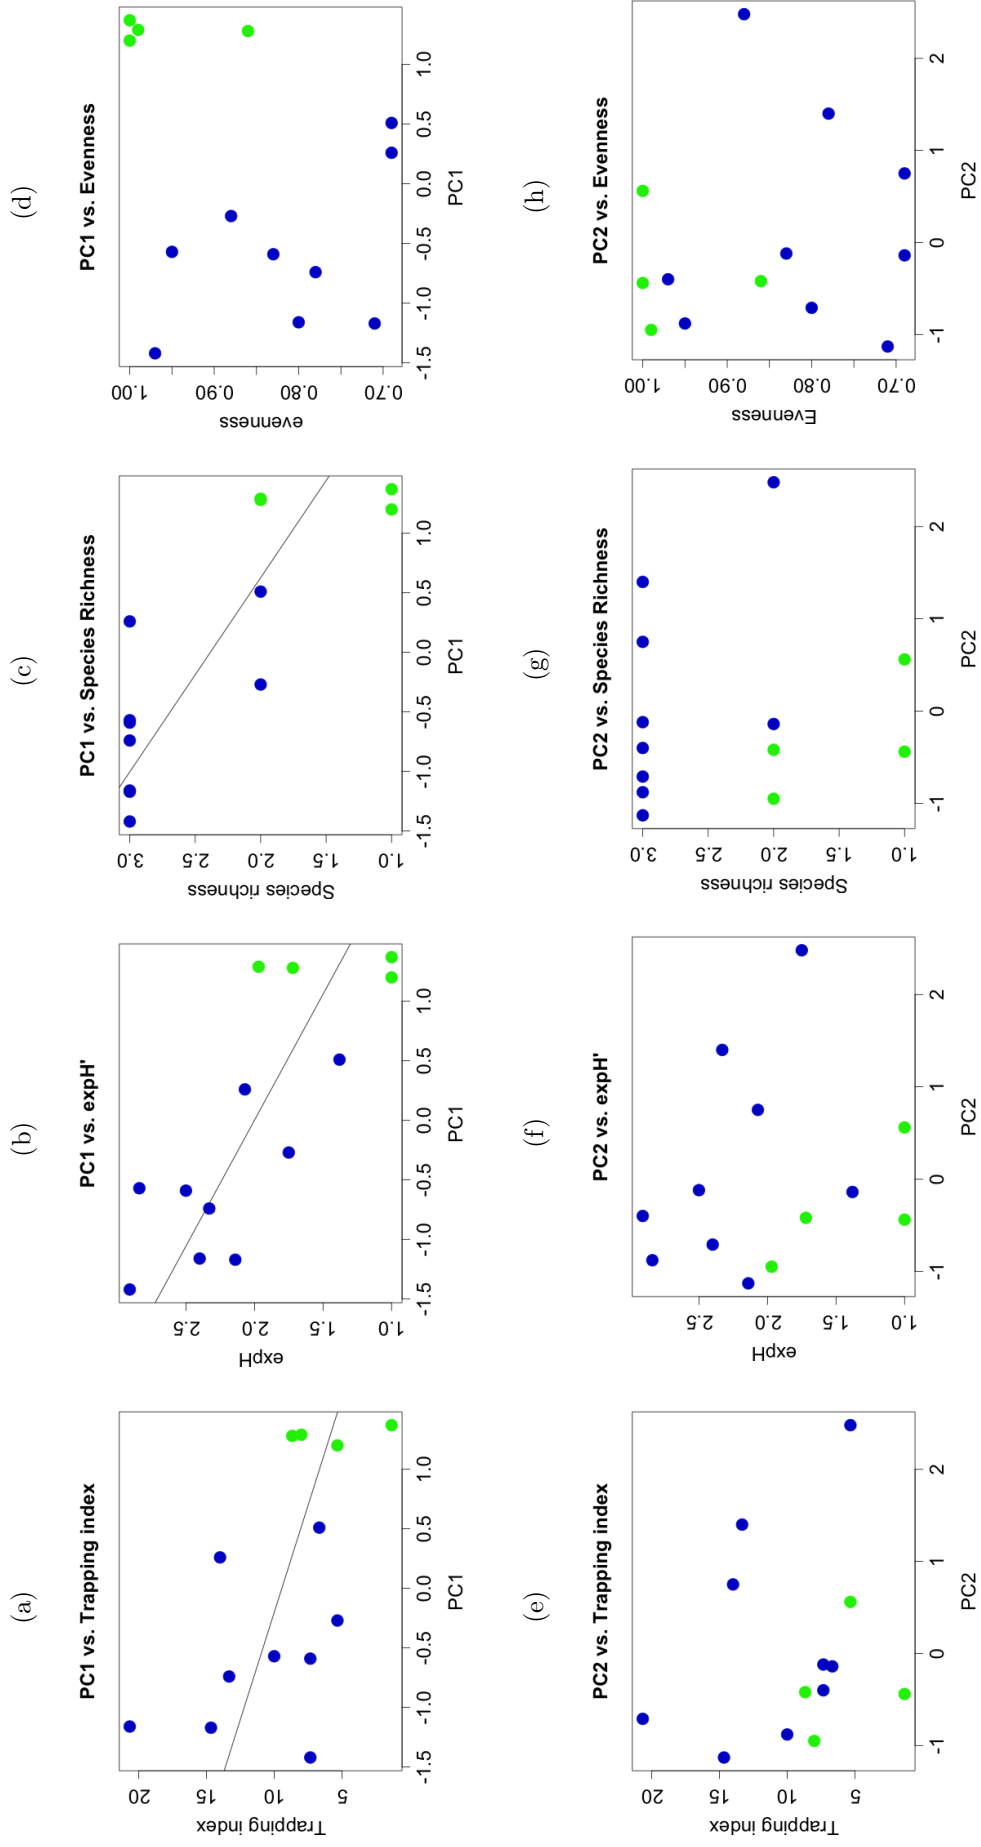 (a)
PC1 vs. Trapping index
20
15
10
5
Trapping index
-1.5 -1.0 -0.5 0.0 0.5 1.0
PC1
(b)
PC1 vs. expH'
2.5
2.0
1.5
1.0
expH
-1.5 -1.0 -0.5 0.0 0.5 1.0
PC1
(c)
PC1 vs. Species Richness
3.0
2.5
2.0
1.5
1.0
Species richness
-1.5 -1.0 -0.5 0.0 0.5 1.0
PC1
(d)
PC1 vs. Evenness
1.00
0.90
0.80
0.70
evenness
-1.5 -1.0 -0.5 0.0 0.5 1.0
PC1
(e)
PC2 vs. Trapping index
20
15
10
5
Trapping index
-1 0 1 2
PC2
(f)
PC2 vs. expH'
2.5
2.0
1.5
1.0
expH
-1 0 1 2
PC2
(g)
PC2 vs. Species Richness
3.0
2.5
2.0
1.5
1.0
Species richness
-1 0 1 2
PC2
(h)
PC2 vs. Evenness
1.00
0.90
0.80
0.70
Evenness
-1 0 1 2
PC2